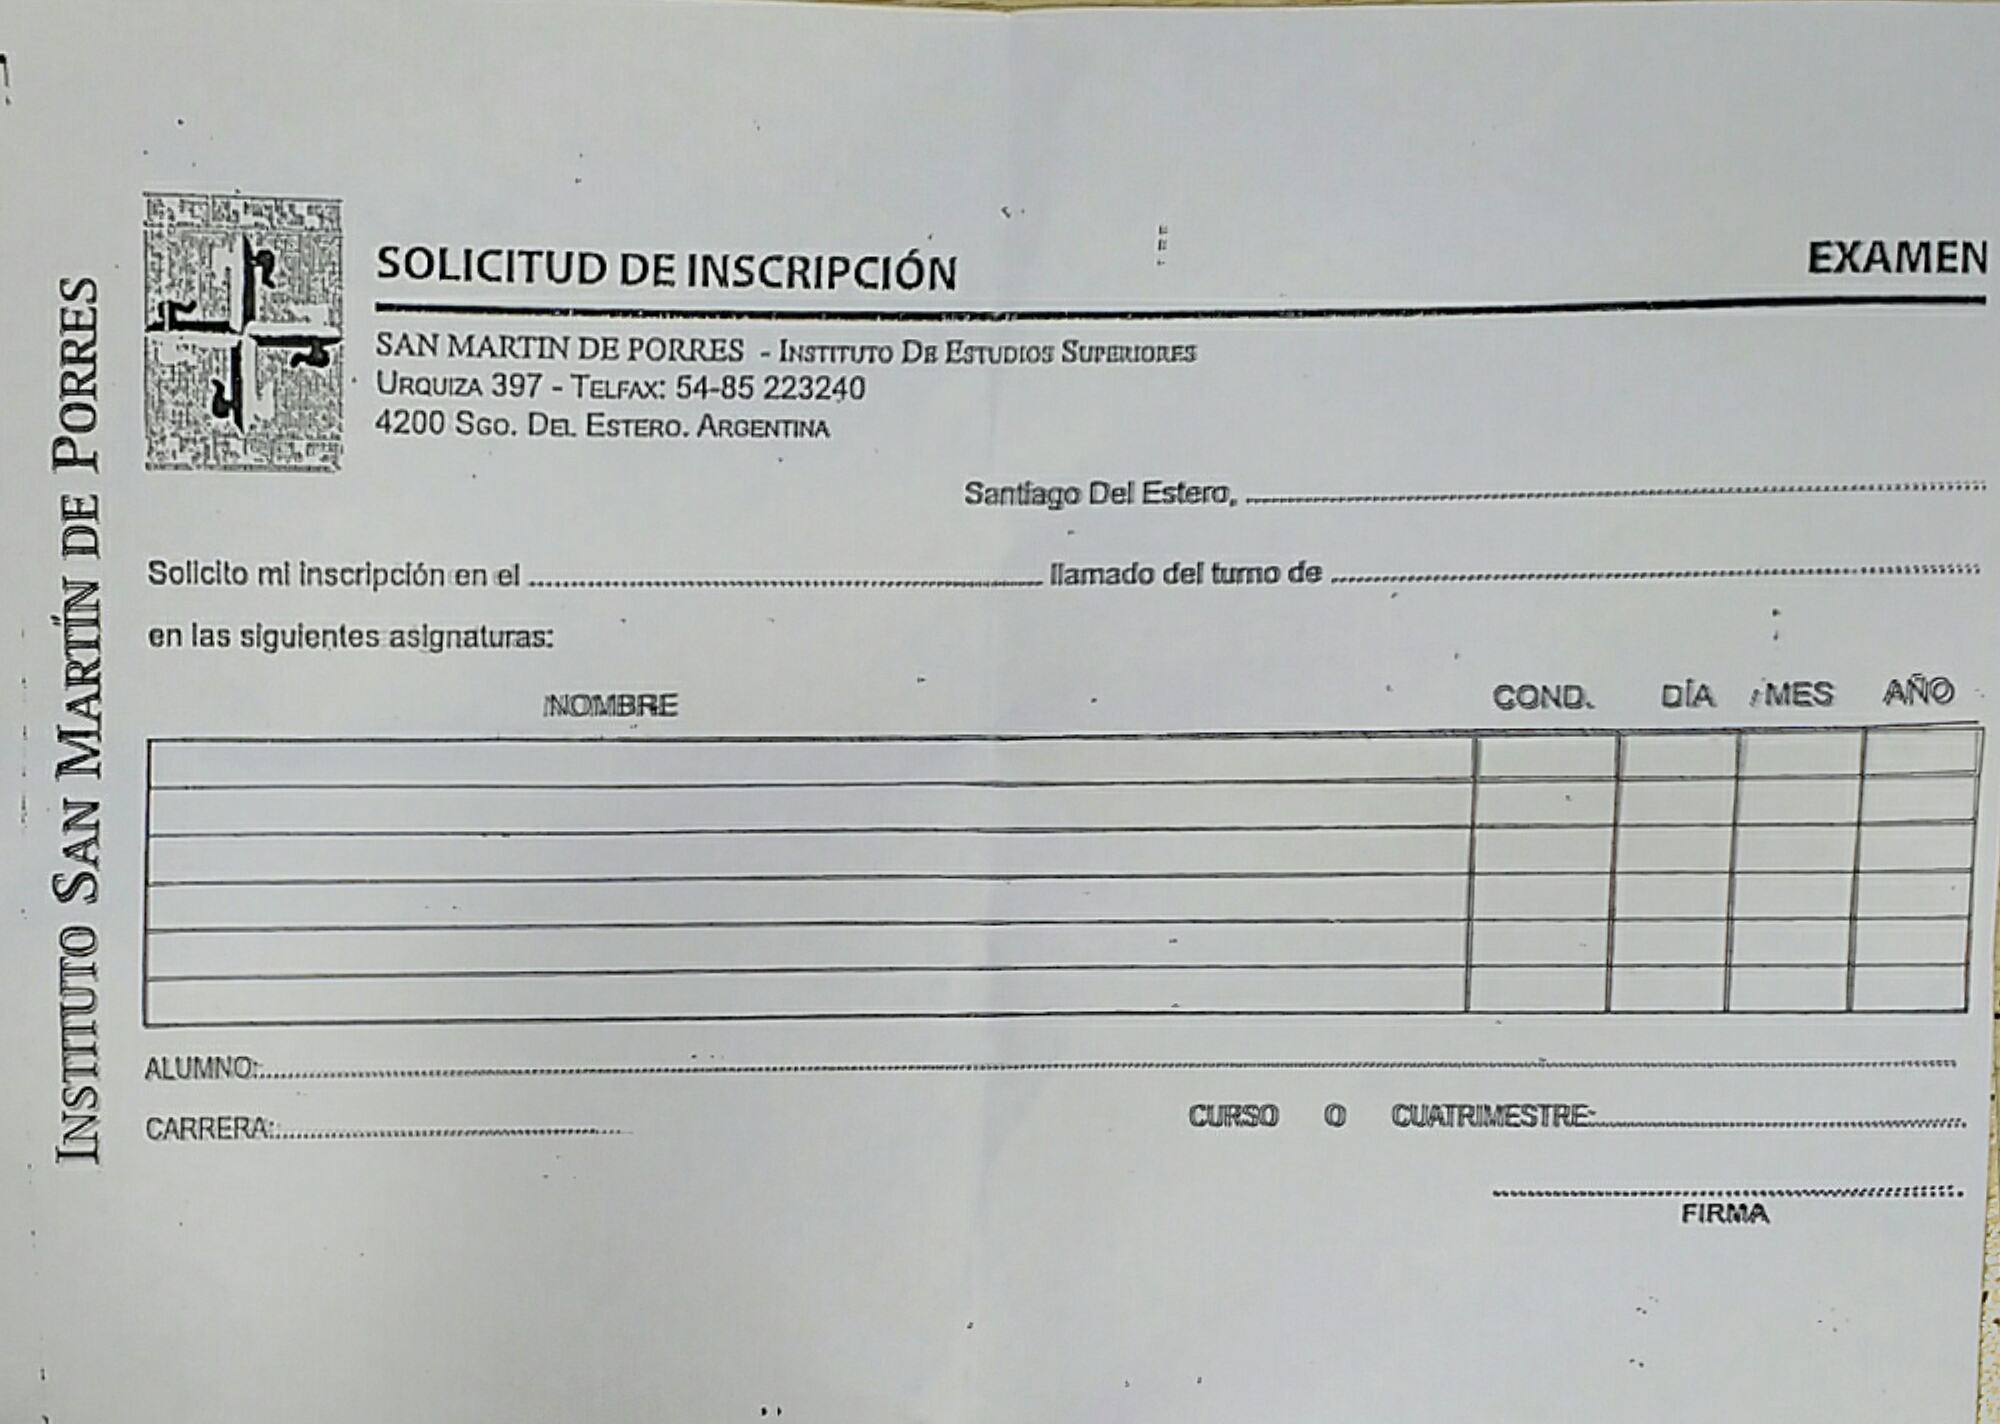 INSTITUTO SAN MARTÍN DE PORRES
SOLICITUD DE INSCRIPCIÓN EXAMEN
SAN MARTIN DE PORRES - INSTITUTO DE ESTUDIOS SUPERIORES
URQUIZA 397 - TELFAX: 54-85 223240
4200 SGO. DEL ESTERO. ARGENTINA
Santiago Del Estero,
Solicito mi inscripción en el llamado del turno de
en las siguientes asignaturas:
NOMBRE COND. DÍA MES AÑO
ALUMNO:
CARRERA: CURSO O CUATRIMESTRE:
FIRMA